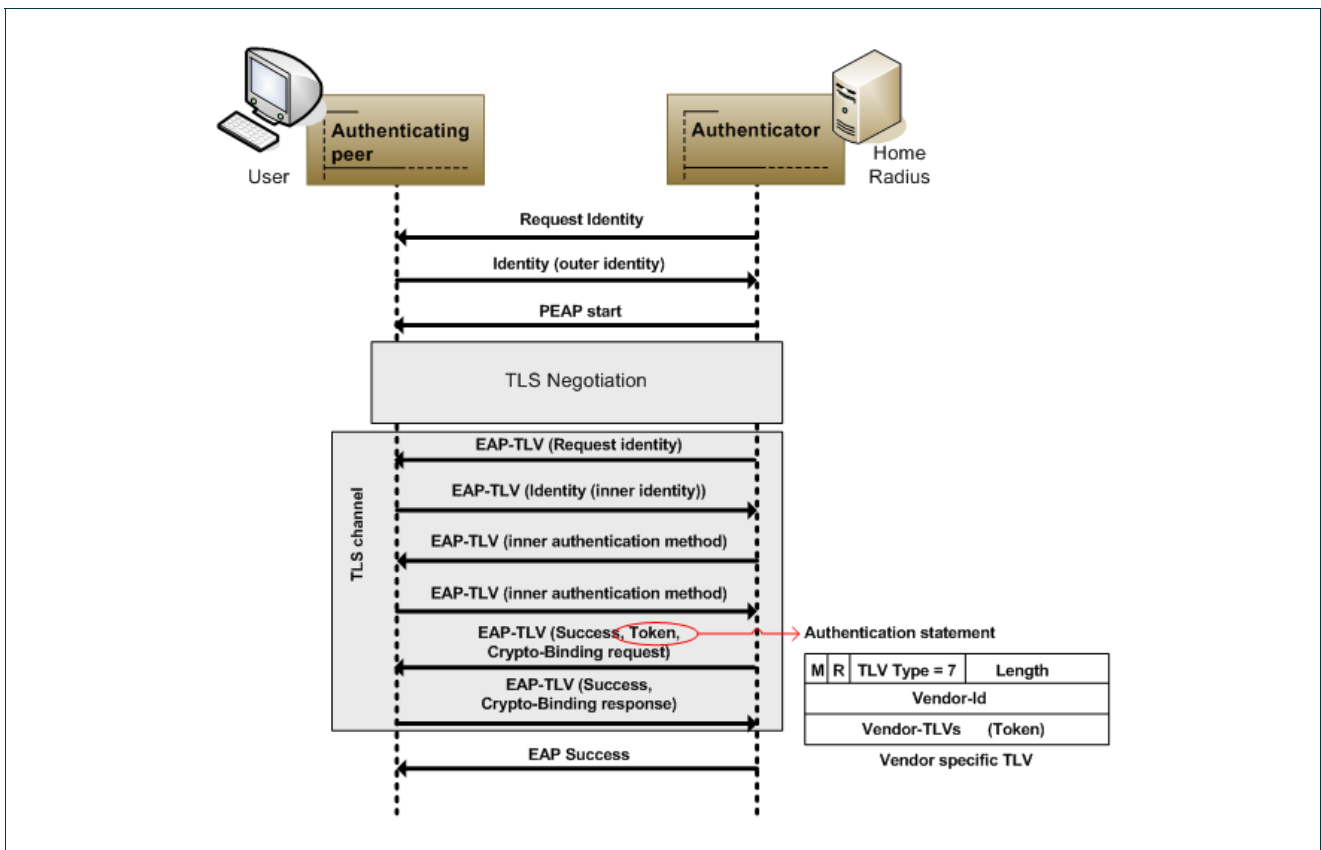 Authenticating
peer
Authenticator
User
Home
Radius
Request Identity
Identity (outer identity)
PEAP start
TLS Negotiation
TLS channel
EAP-TLV (Request identity)
EAP-TLV (Identity (inner identity))
EAP-TLV (inner authentication method)
EAP-TLV (inner authentication method)
EAP-TLV (Success, Token,
Crypto-Binding request)
Authentication statement
M R TLV Type = 7 Length
Vendor-Id
Vendor-TLVs (Token)
Vendor specific TLV
EAP-TLV (Success,
Crypto-Binding response)
EAP Success